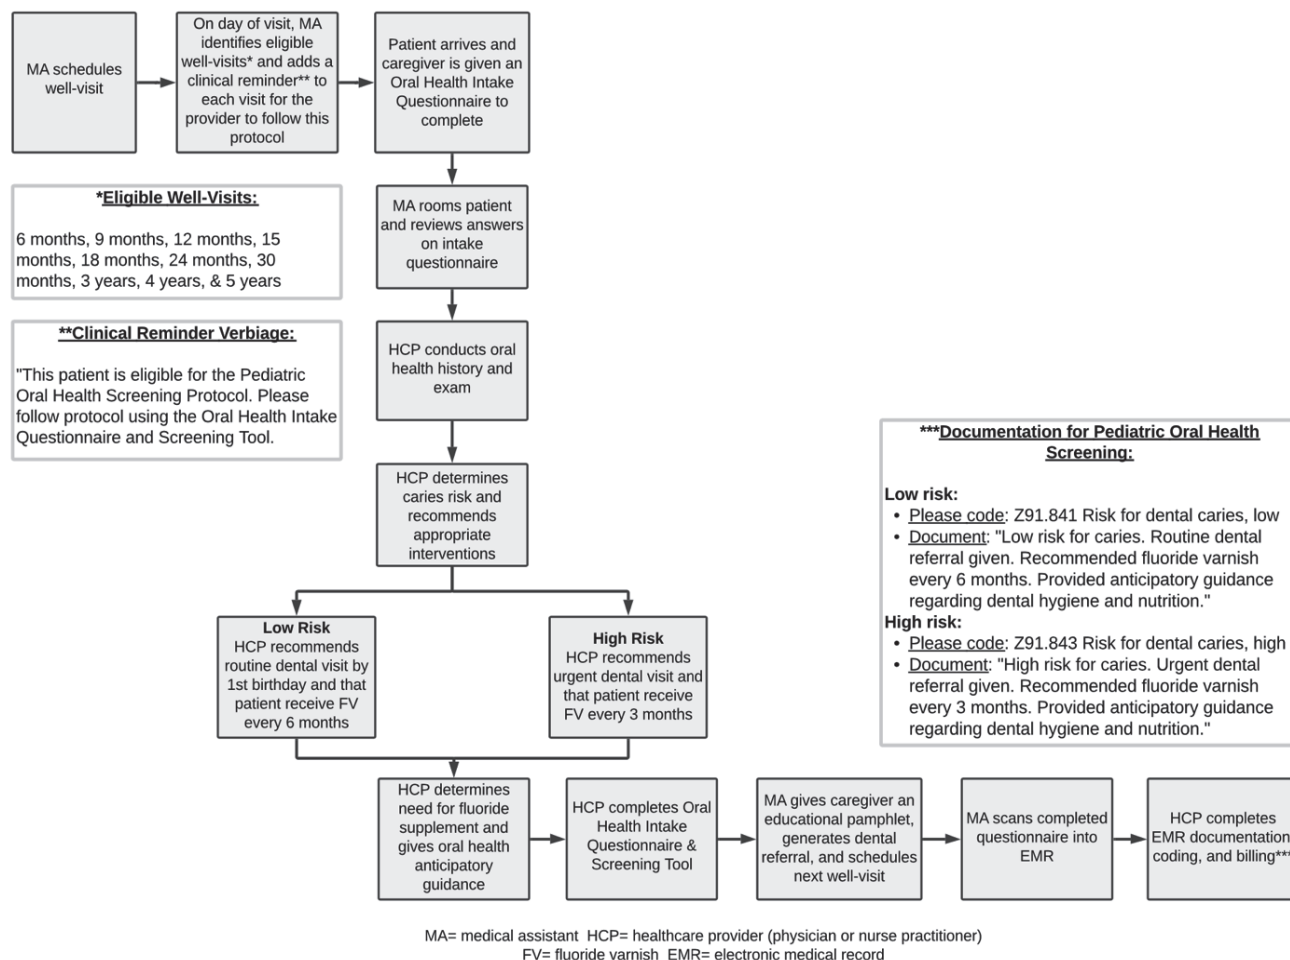 MA schedules
well-visit
On day of visit, MA
identifies eligible
well-visits* and adds a
clinical reminder** to
each visit for the
provider to follow this
protocol
Patient arrives and
caregiver is given an
Oral Health Intake
Questionnaire to
complete
*Eligible Well-Visits:
6 months, 9 months, 12 months, 15
months, 18 months, 24 months, 30
months, 3 years, 4 years, & 5 years
MA rooms patient
and reviews answers
on intake
questionnaire
**Clinical Reminder Verbiage:
"This patient is eligible for the Pediatric
Oral Health Screening Protocol. Please
follow protocol using the Oral Health Intake
Questionnaire and Screening Tool.
HCP conducts oral
health history and
exam
HCP determines
caries risk and
recommends
appropriate
interventions
***Documentation for Pediatric Oral Health
Screening:
Low risk:
• Please code: Z91.841 Risk for dental caries, low
• Document: "Low risk for caries. Routine dental
referral given. Recommended fluoride varnish
every 6 months. Provided anticipatory guidance
regarding dental hygiene and nutrition."
High risk:
• Please code: Z91.843 Risk for dental caries, high
• Document: "High risk for caries. Urgent dental
referral given. Recommended fluoride varnish
every 3 months. Provided anticipatory guidance
regarding dental hygiene and nutrition."
Low Risk
HCP recommends
routine dental visit by
1st birthday and that
patient receive FV
every 6 months
High Risk
HCP recommends
urgent dental visit and
that patient receive
FV every 3 months
HCP determines
need for fluoride
supplement and
gives oral health
anticipatory
guidance
HCP completes Oral
Health Intake
Questionnaire &
Screening Tool
MA gives caregiver an
educational pamphlet,
generates dental
referral, and schedules
next well-visit
MA scans completed
questionnaire into
EMR
HCP completes
EMR documentation,
coding, and billing***
MA= medical assistant HCP= healthcare provider (physician or nurse practitioner)
FV= fluoride varnish EMR= electronic medical record